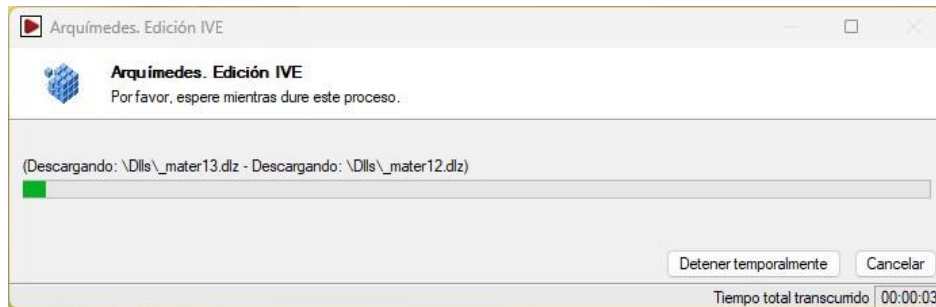 Arquímedes. Edición IVE
Arquímedes. Edición IVE
Por favor, espere mientras dure este proceso.
(Descargando: \Dlls\_mater13.dlz - Descargando: \Dlls\_mater12.dlz)
Detener temporalmente Cancelar
Tiempo total transcurrido 00:00:03